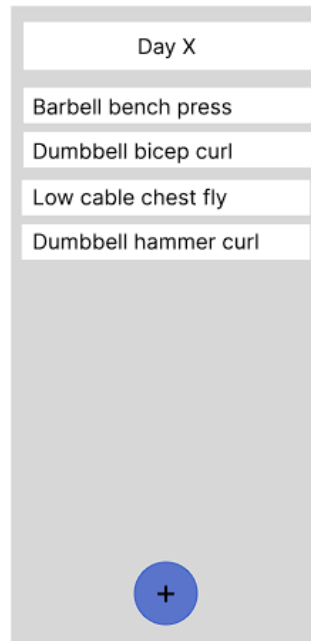 Day X
Barbell bench press
Dumbbell bicep curl
Low cable chest fly
Dumbbell hammer curl
+